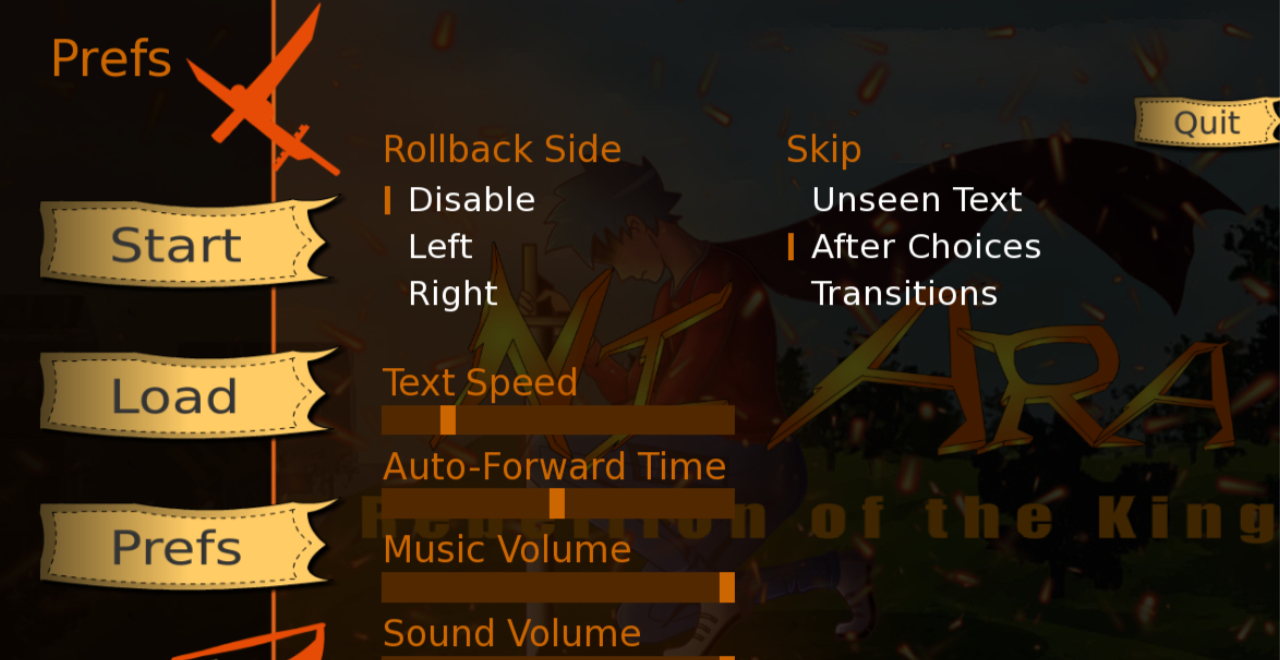 Prefs
Start
Load
Prefs
Quit
Rollback Side
Disable
Left
Right
Skip
Unseen Text
After Choices
Transitions
Text Speed
Auto-Forward Time
Music Volume
Sound Volume
ARA
of the King